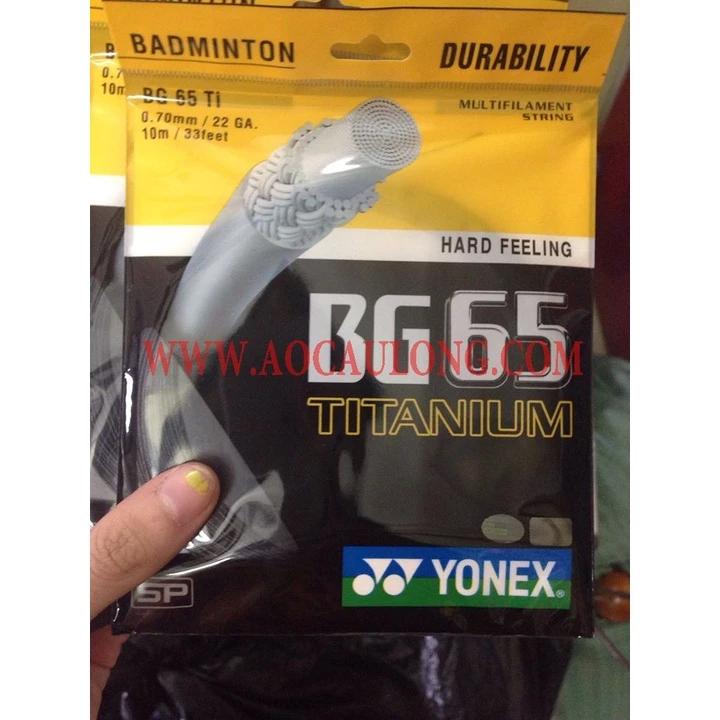 BADMINTON
DURABILITY
BG 65 Ti
0.70mm / 22 GA.
10m / 33feet
MULTIFILAMENT
STRING
HARD FEELING
BG65
WWW.AOCAULONG.COM
TITANIUM
YONEX®
SP